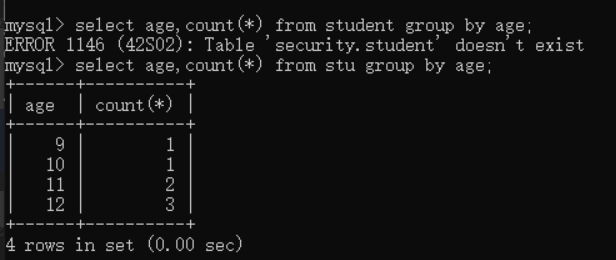 mysql> select age,count(*) from student group by age;
ERROR 1146 (42S02): Table 'security.student' doesn't exist
mysql> select age,count(*) from stu group by age;
+------+----------+
| age  | count(*) |
+------+----------+
|    9 |        1 |
|   10 |        1 |
|   11 |        2 |
|   12 |        3 |
+------+----------+
4 rows in set (0.00 sec)